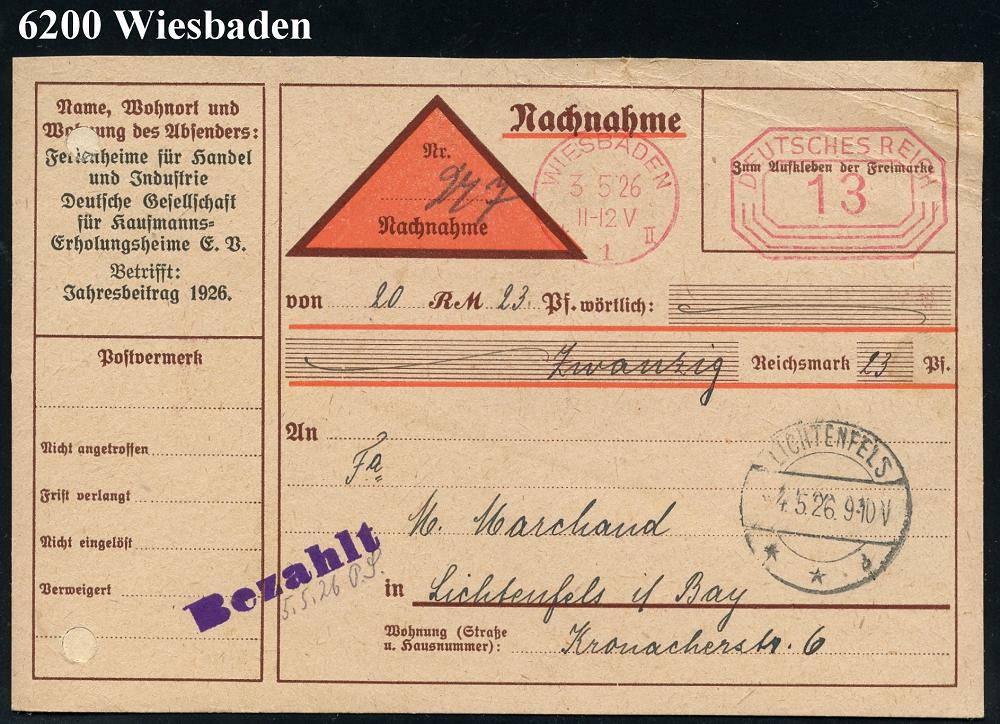 6200 Wiesbaden
Name, Wohnort und
Wohnung des Absenders:
Ferienheime für Handel
und Industrie
Deutsche Gesellschaft
für Kaufmanns-
Erholungsheime E. V.
Betrifft:
Jahresbeitrag 1926.
Postvermerk
Nicht angetroffen
Frist verlangt
Nicht eingelöst
Verweigert
Nr.
947
Nachnahme
Nachnahme
WIESBADEN
3 5 26
11-12 V
1 II
DEUTSCHES REICH
Zum Aufkleben der Freimarke
13
von 20 RM 23 Pf. wörtlich:
Zwanzig Reichsmark 23 Pf.
An
Fa
M. Marchand
LICHTENFELS
4.5.26. 9-10 V
b
Bezahlt
5.5.26 P.S.
in Lichtenfels i/ Bay
Wohnung (Straße
u. Hausnummer): Kronacherstr. 6